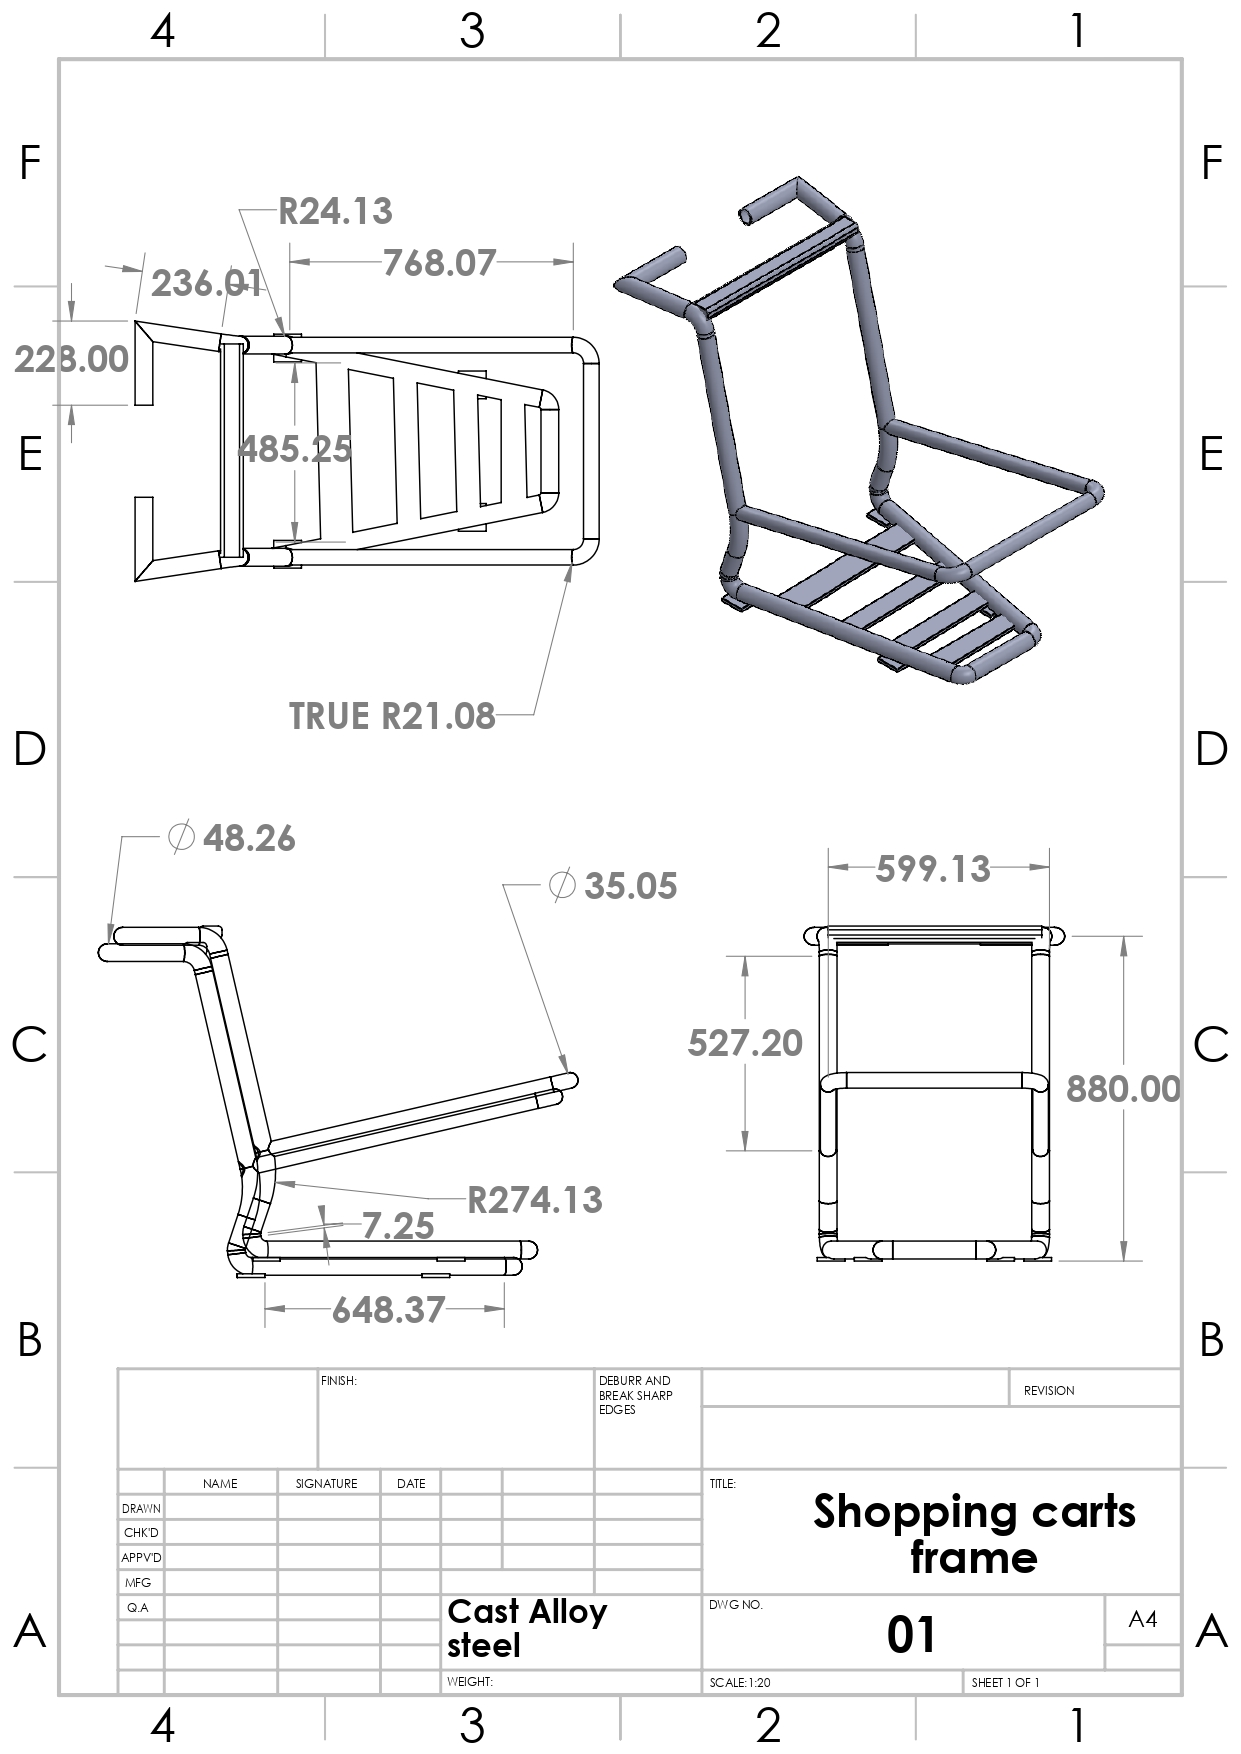 4 3 2 1
F F
R24.13
768.07
236.01
228.00
E E
485.25
TRUE R21.08
D D
⌀ 48.26
⌀ 35.05
599.13
527.20
C C
880.00
R274.13
7.25
648.37
B B
FINISH:
DEBURR AND
BREAK SHARP
EDGES
REVISION
NAME SIGNATURE DATE
TITLE:
DRAWN
CHK'D
APPV'D
MFG
Q.A
Shopping carts
frame
Cast Alloy
steel
DWG NO.
01
A4
A A
WEIGHT:
SCALE:1:20
SHEET 1 OF 1
4 3 2 1